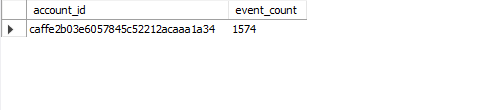 account_id event_count
caffe2b03e6057845c52212acaaa1a34 1574